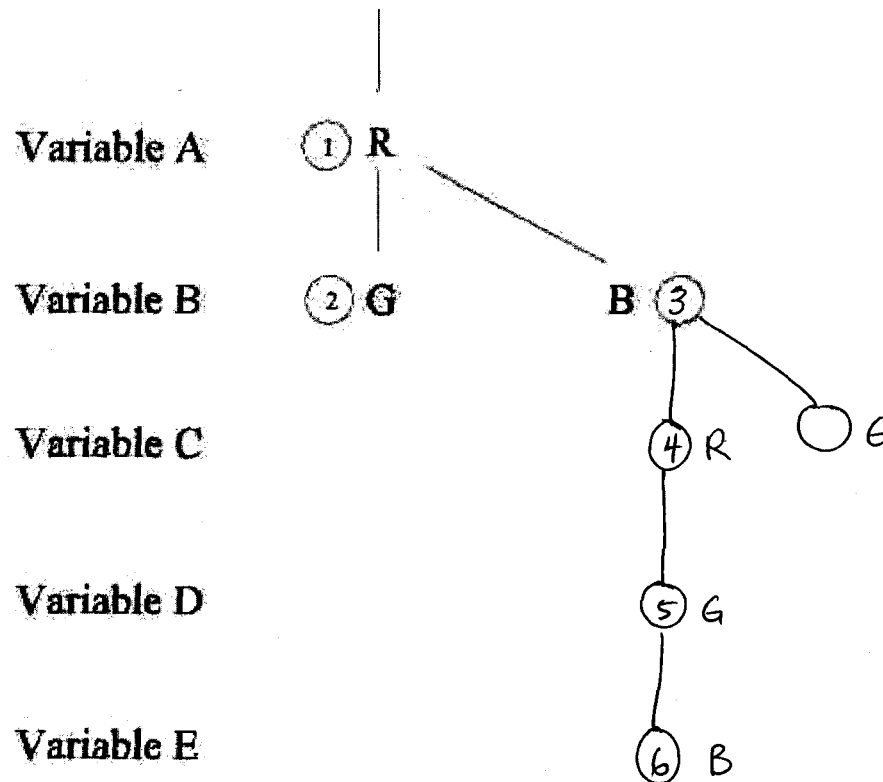 Variable A 1 R
Variable B 2 G B 3
Variable C 4 R
Variable D 5 G
Variable E 6 B